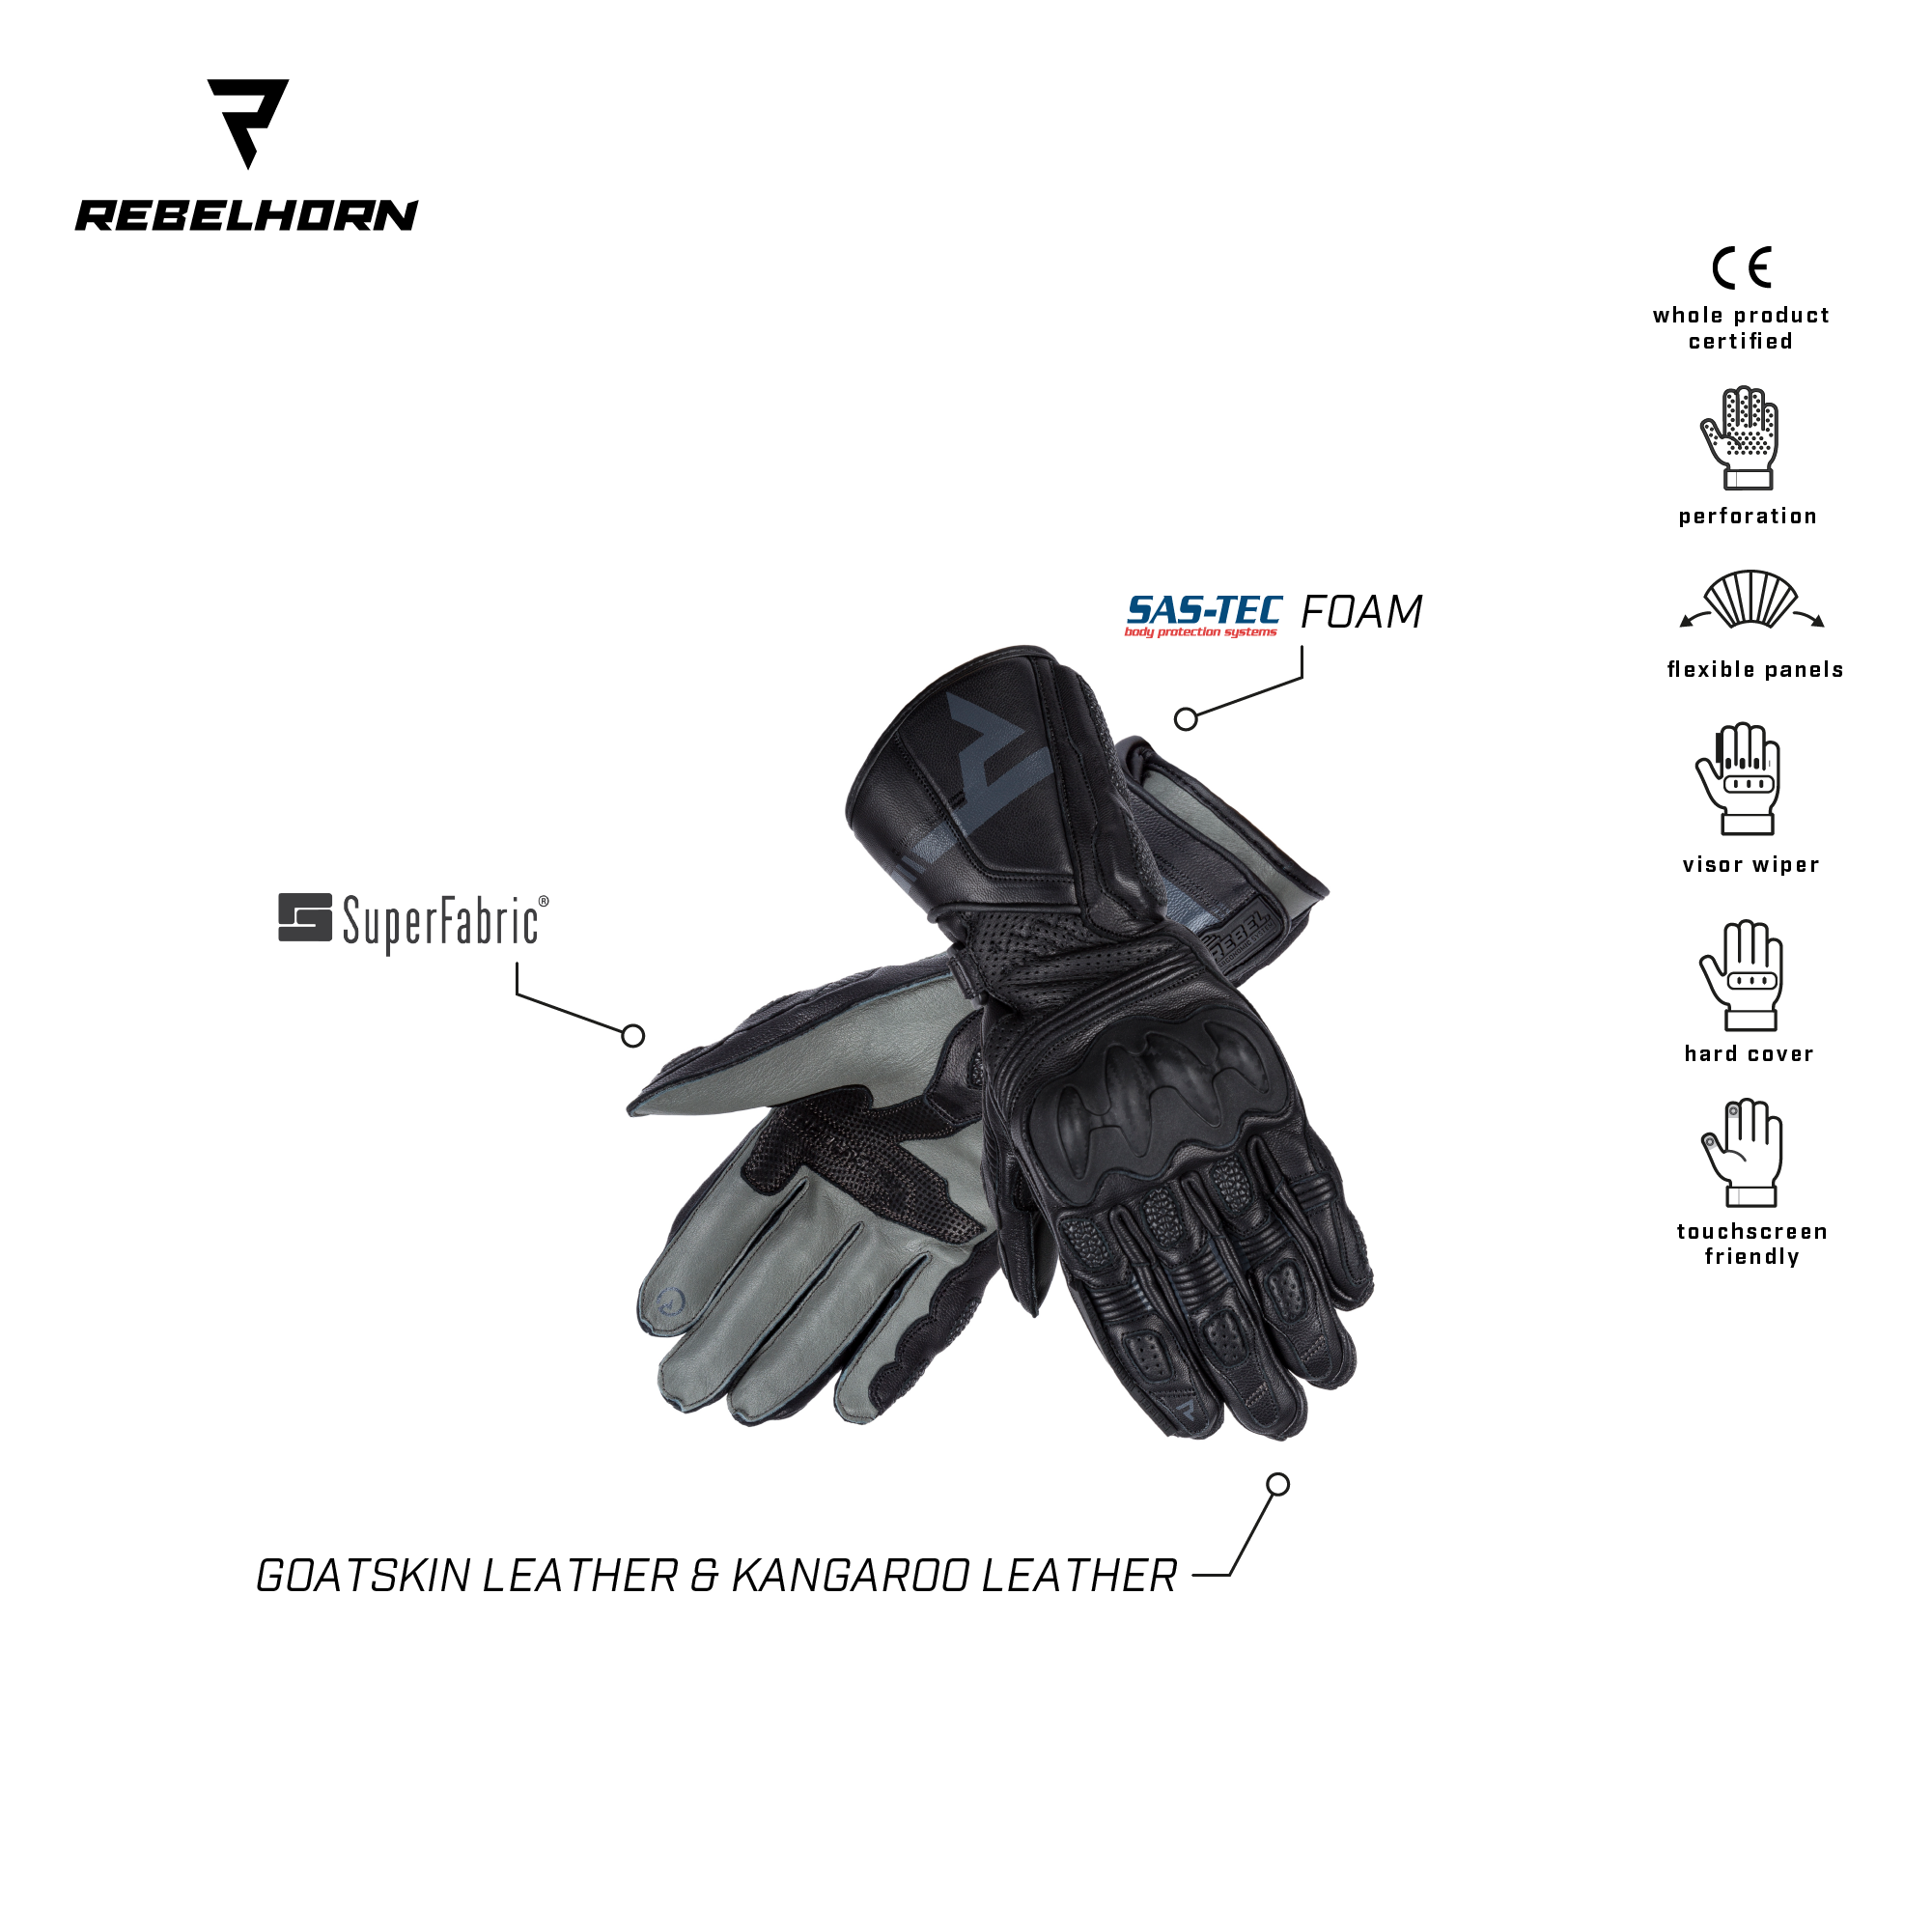 REBELHORN
CE
whole product
certified
perforation
SAS-TEC FOAM
body protection systems
flexible panels
visor wiper
SuperFabric®
REBEL
hard cover
touchscreen
friendly
GOATSKIN LEATHER & KANGAROO LEATHER